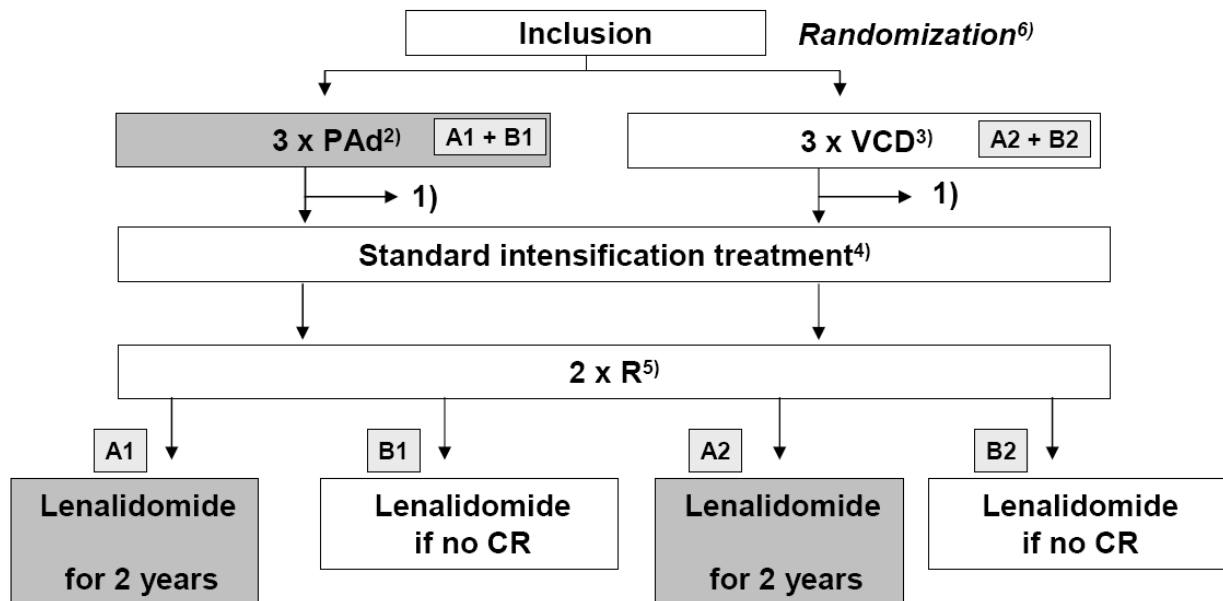 Inclusion
Randomization6)
3 x PAd2)
A1 + B1
3 x VCD3)
A2 + B2
1)
1)
Standard intensification treatment4)
2 x R5)
A1
B1
A2
B2
Lenalidomide
for 2 years
Lenalidomide
if no CR
Lenalidomide
for 2 years
Lenalidomide
if no CR